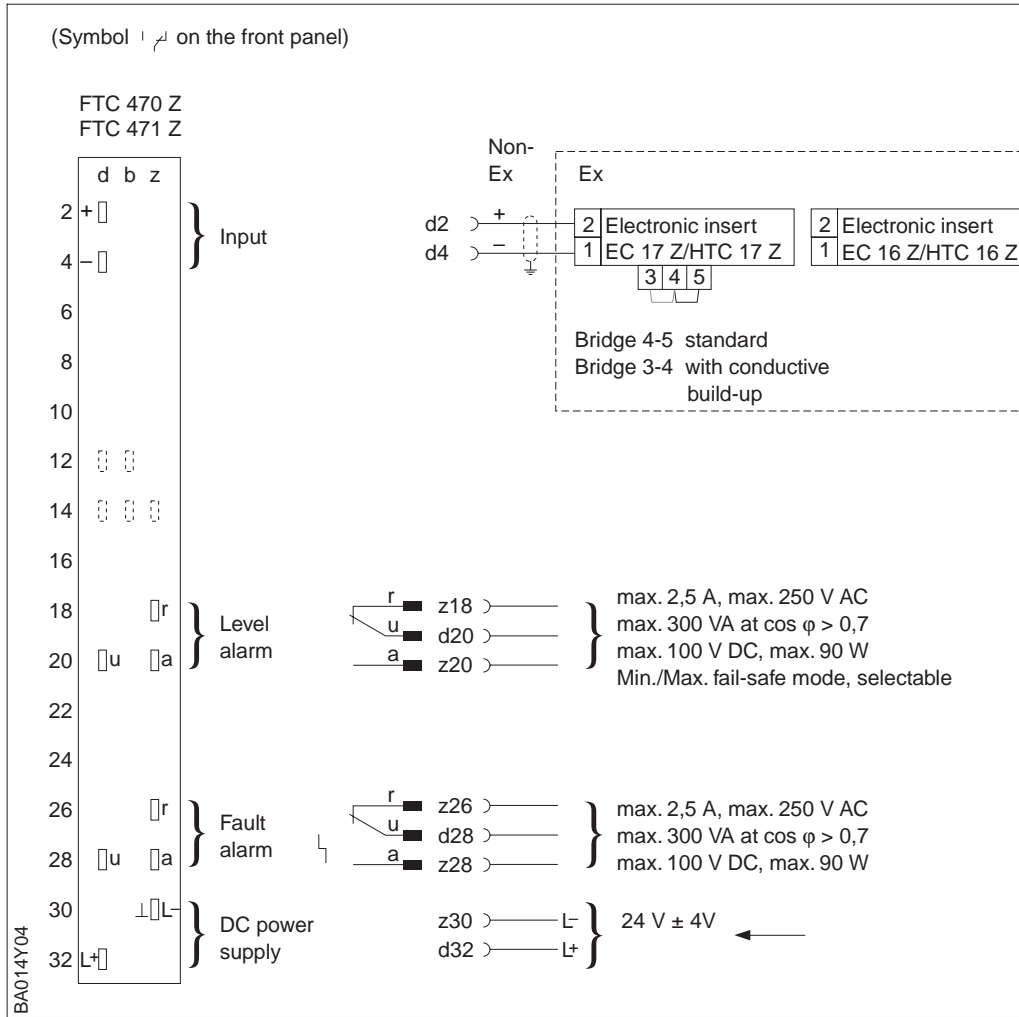 (Symbol on the front panel)
FTC 470 Z
FTC 471 Z
d b z
2 +
4 –
Input
6
8
10
12
14
16
18 r
20 u a
Level
alarm
22
24
26 r
28 u a
Fault
alarm
30 ⊥ L-
32 L+
DC power
supply
Non-
Ex
Ex
d2 +
d4 –
2 Electronic insert
1 EC 17 Z/HTC 17 Z
3 4 5
2 Electronic insert
1 EC 16 Z/HTC 16 Z
Bridge 4-5 standard
Bridge 3-4 with conductive
build-up
r z18
u d20
a z20
max. 2,5 A, max. 250 V AC
max. 300 VA at cos φ > 0,7
max. 100 V DC, max. 90 W
Min./Max. fail-safe mode, selectable
r z26
u d28
a z28
max. 2,5 A, max. 250 V AC
max. 300 VA at cos φ > 0,7
max. 100 V DC, max. 90 W
z30 L-
d32 L+
24 V ± 4V
BA014Y04